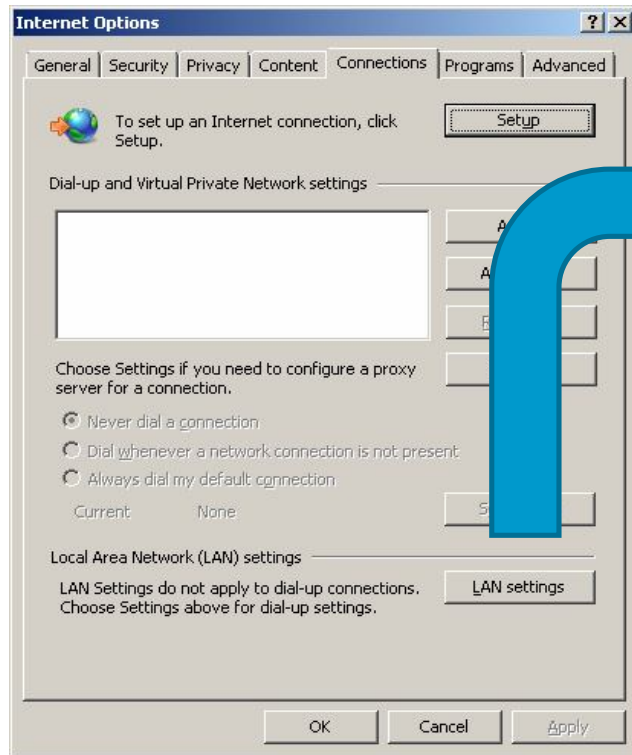 Internet Options
General Security Privacy Content Connections Programs Advanced
To set up an Internet connection, click
Setup.
Setup
Dial-up and Virtual Private Network settings
Choose Settings if you need to configure a proxy
server for a connection.
Never dial a connection
Dial whenever a network connection is not present
Always dial my default connection
Current None
Local Area Network (LAN) settings
LAN Settings do not apply to dial-up connections.
Choose Settings above for dial-up settings.
LAN settings
OK Cancel Apply